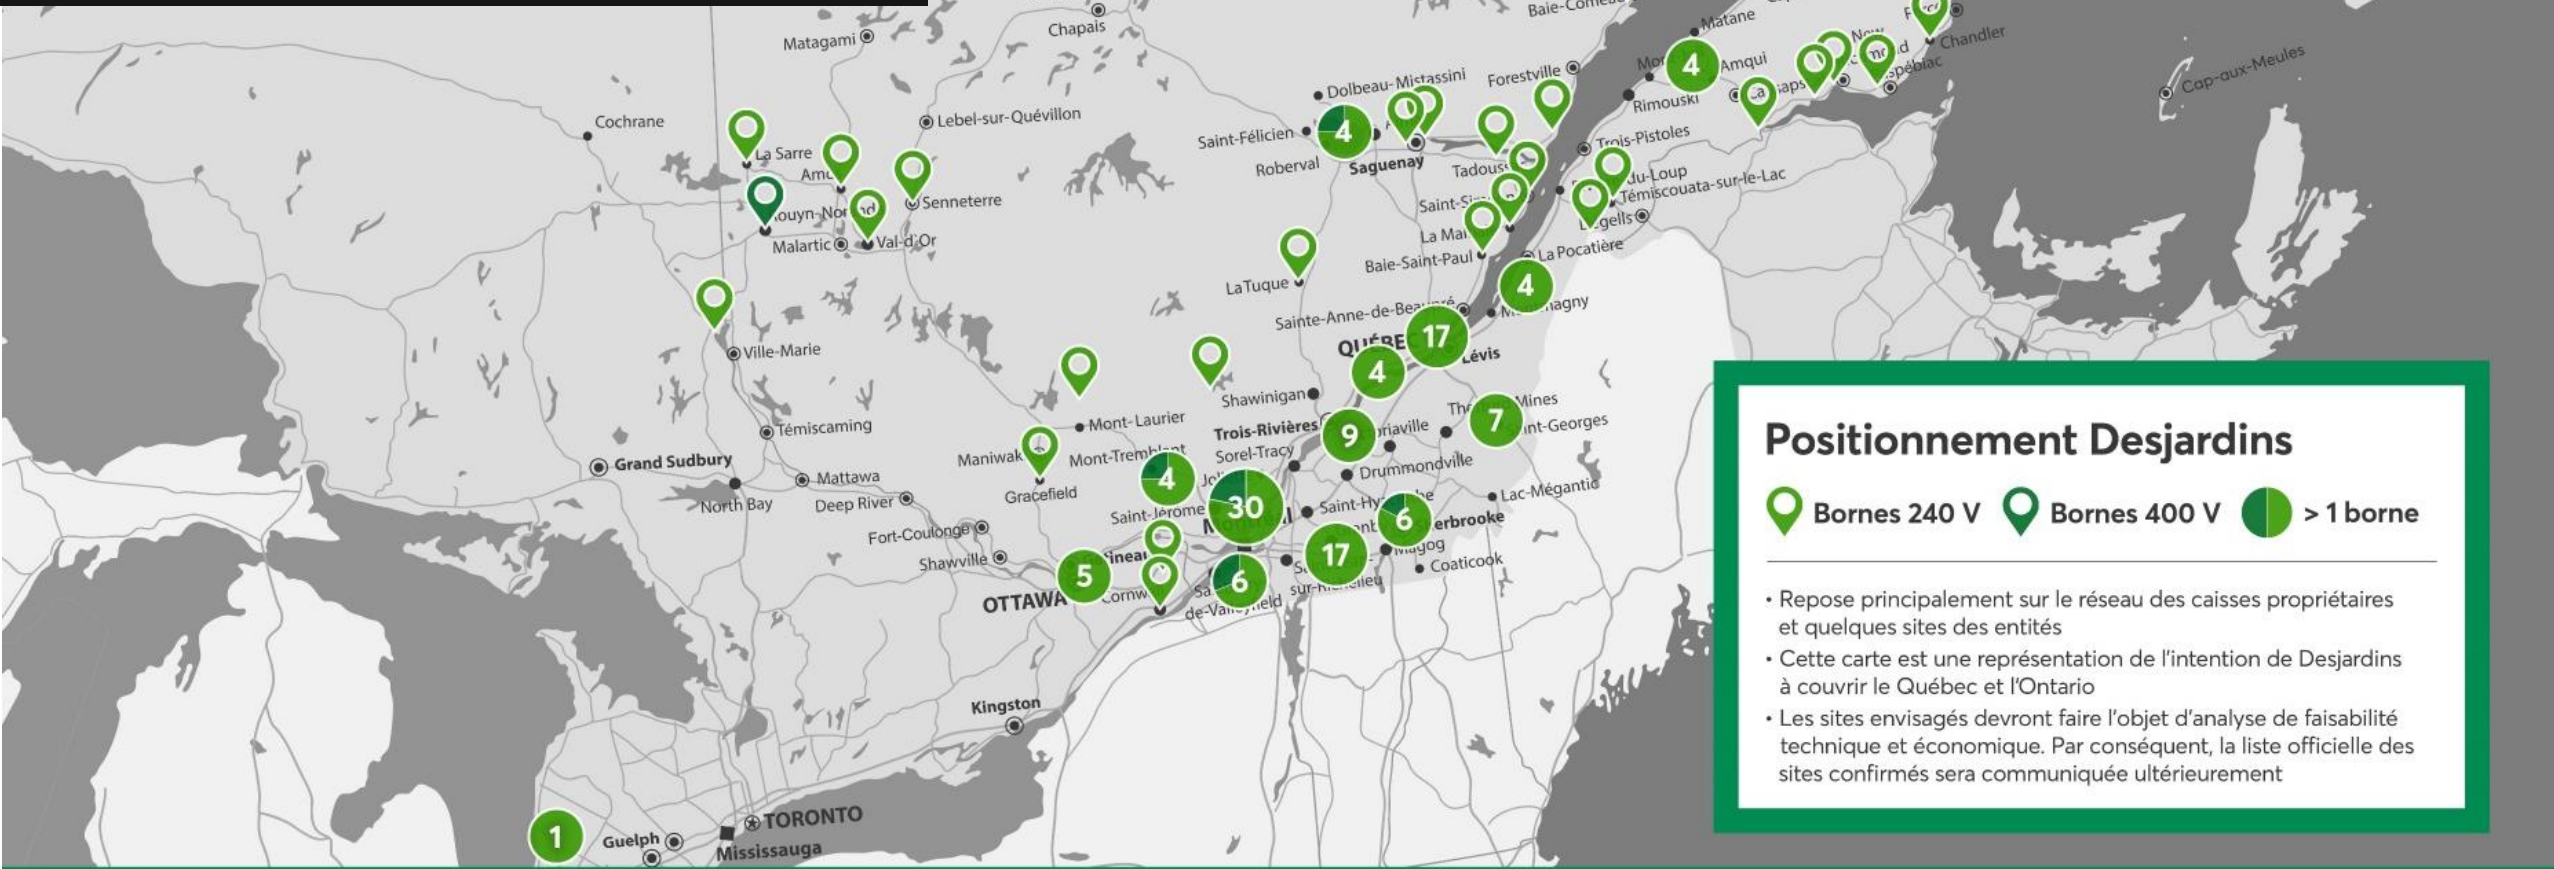 Chapais
Matagami
Matane
Chandler
Cap-aux-Meules
Dolbeau-Mistassini
Forestville
4
Amqui
Cochrane
Lebel-sur-Quévillon
Saint-Félicien
4
Rimouski
Trois-Pistoles
La Sarre
Roberval
Saguenay
Senneterre
Témiscouata-sur-le-Lac
Malartic
Val-d'Or
Baie-Saint-Paul
La Pocatière
La Tuque
4
Sainte-Anne-de-Beaupré
QUÉBEC
17
Lévis
Ville-Marie
4
Shawinigan
Mont-Laurier
Témiscaming
Trois-Rivières
9
7
Maniwaki
Mont-Tremblant
Sorel-Tracy
Drummondville
Grand Sudbury
Mattawa
North Bay
Deep River
Gracefield
4
30
Lac-Mégantic
Saint-Jérôme
Montréal
6
Fort-Coulonge
Shawville
5
17
Magog
Coaticook
6
OTTAWA
Kingston
TORONTO
1
Guelph
Mississauga
Positionnement Desjardins
Bornes 240 V Bornes 400 V > 1 borne
• Repose principalement sur le réseau des caisses propriétaires
et quelques sites des entités
• Cette carte est une représentation de l'intention de Desjardins
à couvrir le Québec et l'Ontario
• Les sites envisagés devront faire l'objet d'analyse de faisabilité
technique et économique. Par conséquent, la liste officielle des
sites confirmés sera communiquée ultérieurement